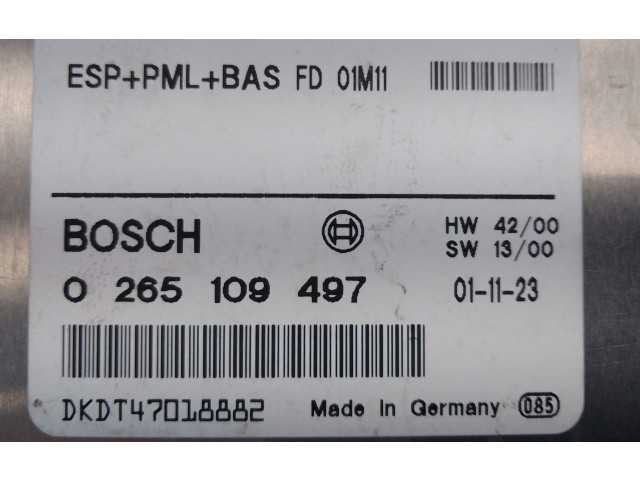 ESP+PML+BAS FD 01M11
BOSCH HW 42/00
SW 13/00
0 265 109 497 01-11-23
DKDT47018882 Made In Germany 085